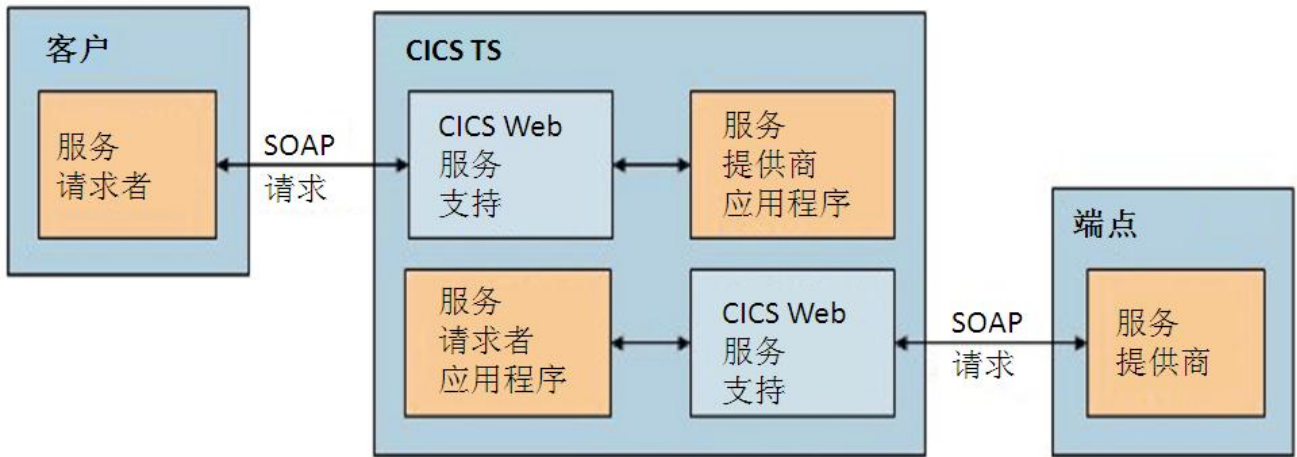 客户
服务
请求者
SOAP
请求
CICS TS
CICS Web
服务
支持
服务
提供商
应用程序
服务
请求者
应用程序
CICS Web
服务
支持
SOAP
请求
端点
服务
提供商